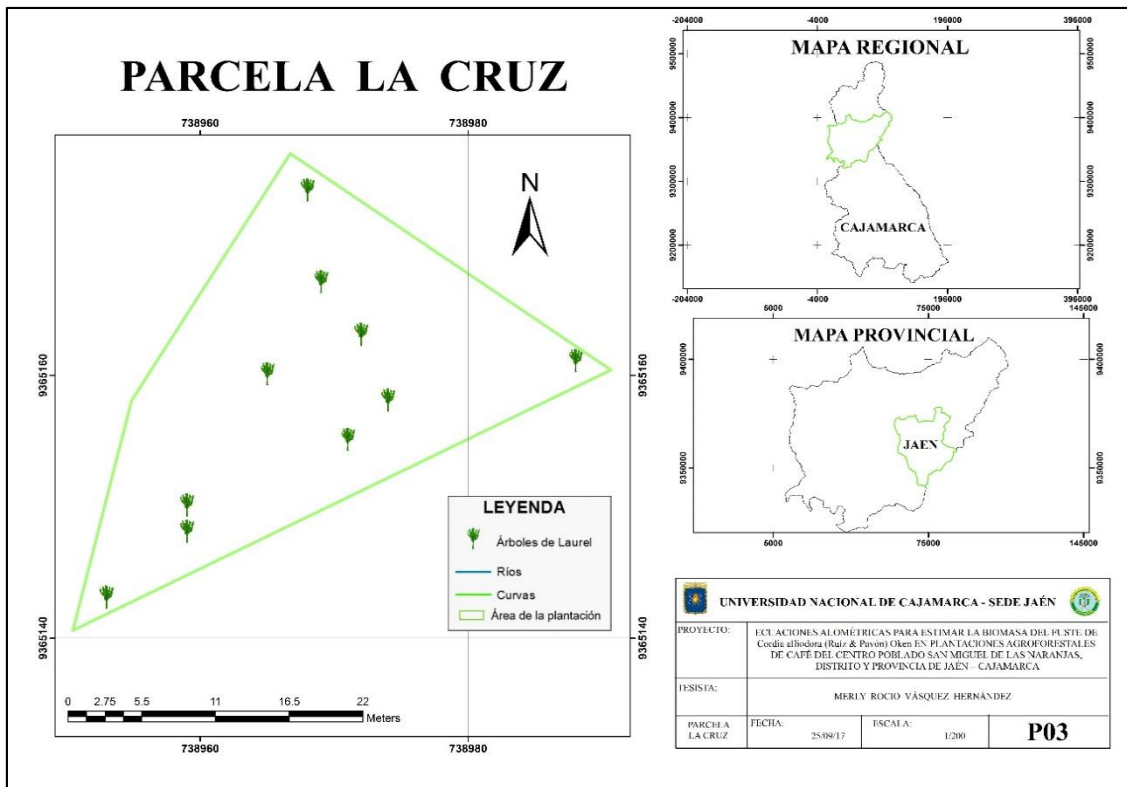 PARCELA LA CRUZ
738960 738980
N
9365160 9365160
9365140 9365140
LEYENDA
Árboles de Laurel
Ríos
Curvas
Área de la plantación
0 2.75 5.5 11 16.5 22
Meters
738960 738980
-204000 -4000 196000 396000
MAPA REGIONAL
9500000 9500000
9400000 9400000
9300000 9300000
9200000 9200000
CAJAMARCA
-204000 -4000 196000 396000
6000 75000 145000
MAPA PROVINCIAL
9400000 9400000
9350000 9350000
JAEN
6000 75000 145000
UNIVERSIDAD NACIONAL DE CAJAMARCA - SEDE JAÉN
PROYECTO:
ECUACIONES ALOMÉTRICAS PARA ESTIMAR LA BIOMASA DEL FUSTE DE
Cordia alliodora (Ruíz & Pavón) Oken EN PLANTACIONES AGROFORESTALES
DE CAFÉ DEL CENTRO POBLADO SAN MIGUEL DE LAS NARANJAS,
DISTRITO Y PROVINCIA DE JAÉN – CAJAMARCA
TESISTA:
MERLY ROCIO VÁSQUEZ HERNÁNDEZ
PARCELA
LA CRUZ
FECHA:
25/09/17
ESCALA:
1/200
P03